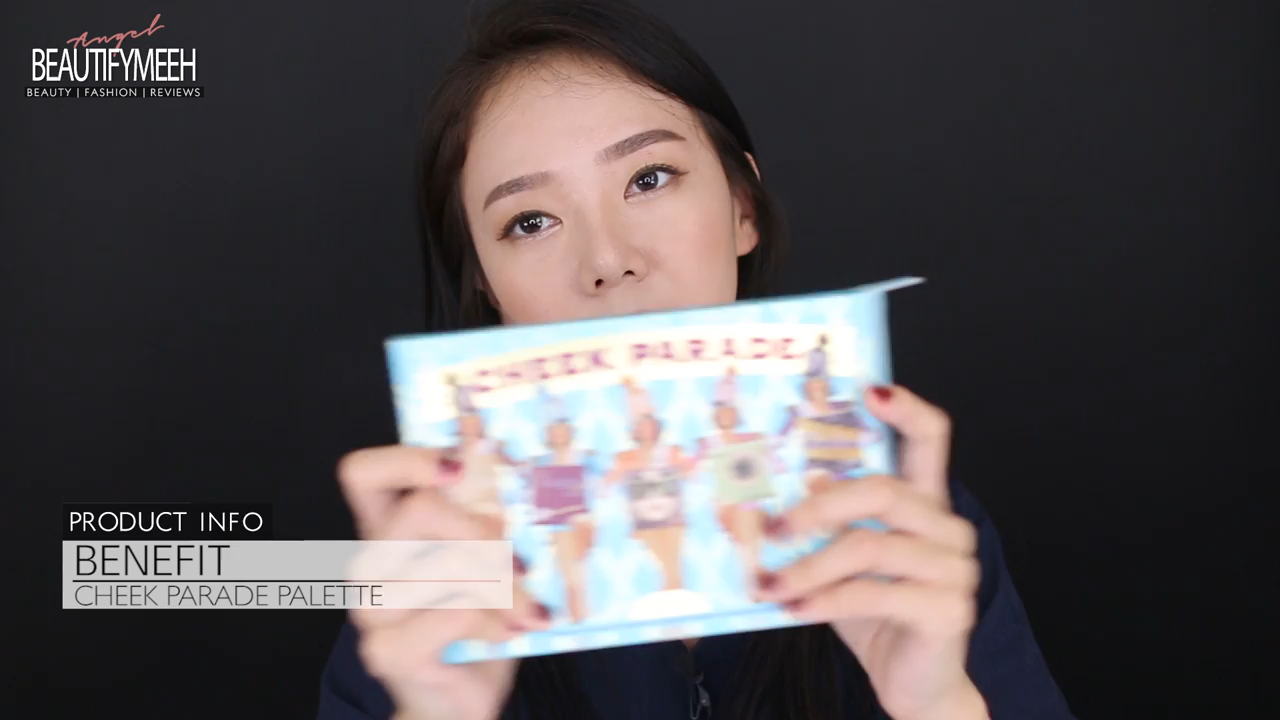 Angel
BEAUTIFYMEEH
BEAUTY | FASHION | REVIEWS
CHEEK PARADE
PRODUCT INFO
BENEFIT
CHEEK PARADE PALETTE